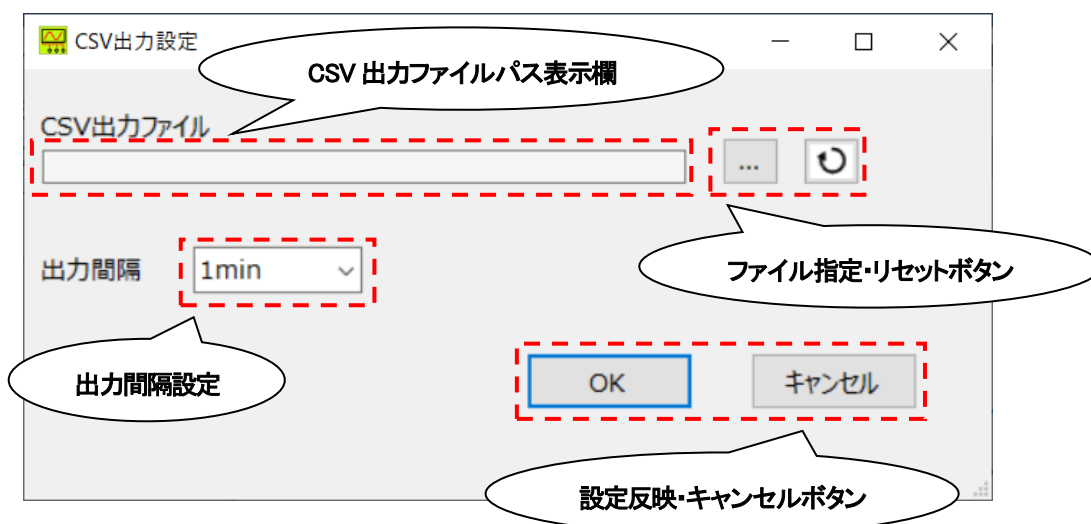 CSV出力設定
CSV 出力ファイルパス表示欄
CSV出力ファイル
...
ファイル指定・リセットボタン
出力間隔
1min
出力間隔設定
OK
キャンセル
設定反映・キャンセルボタン